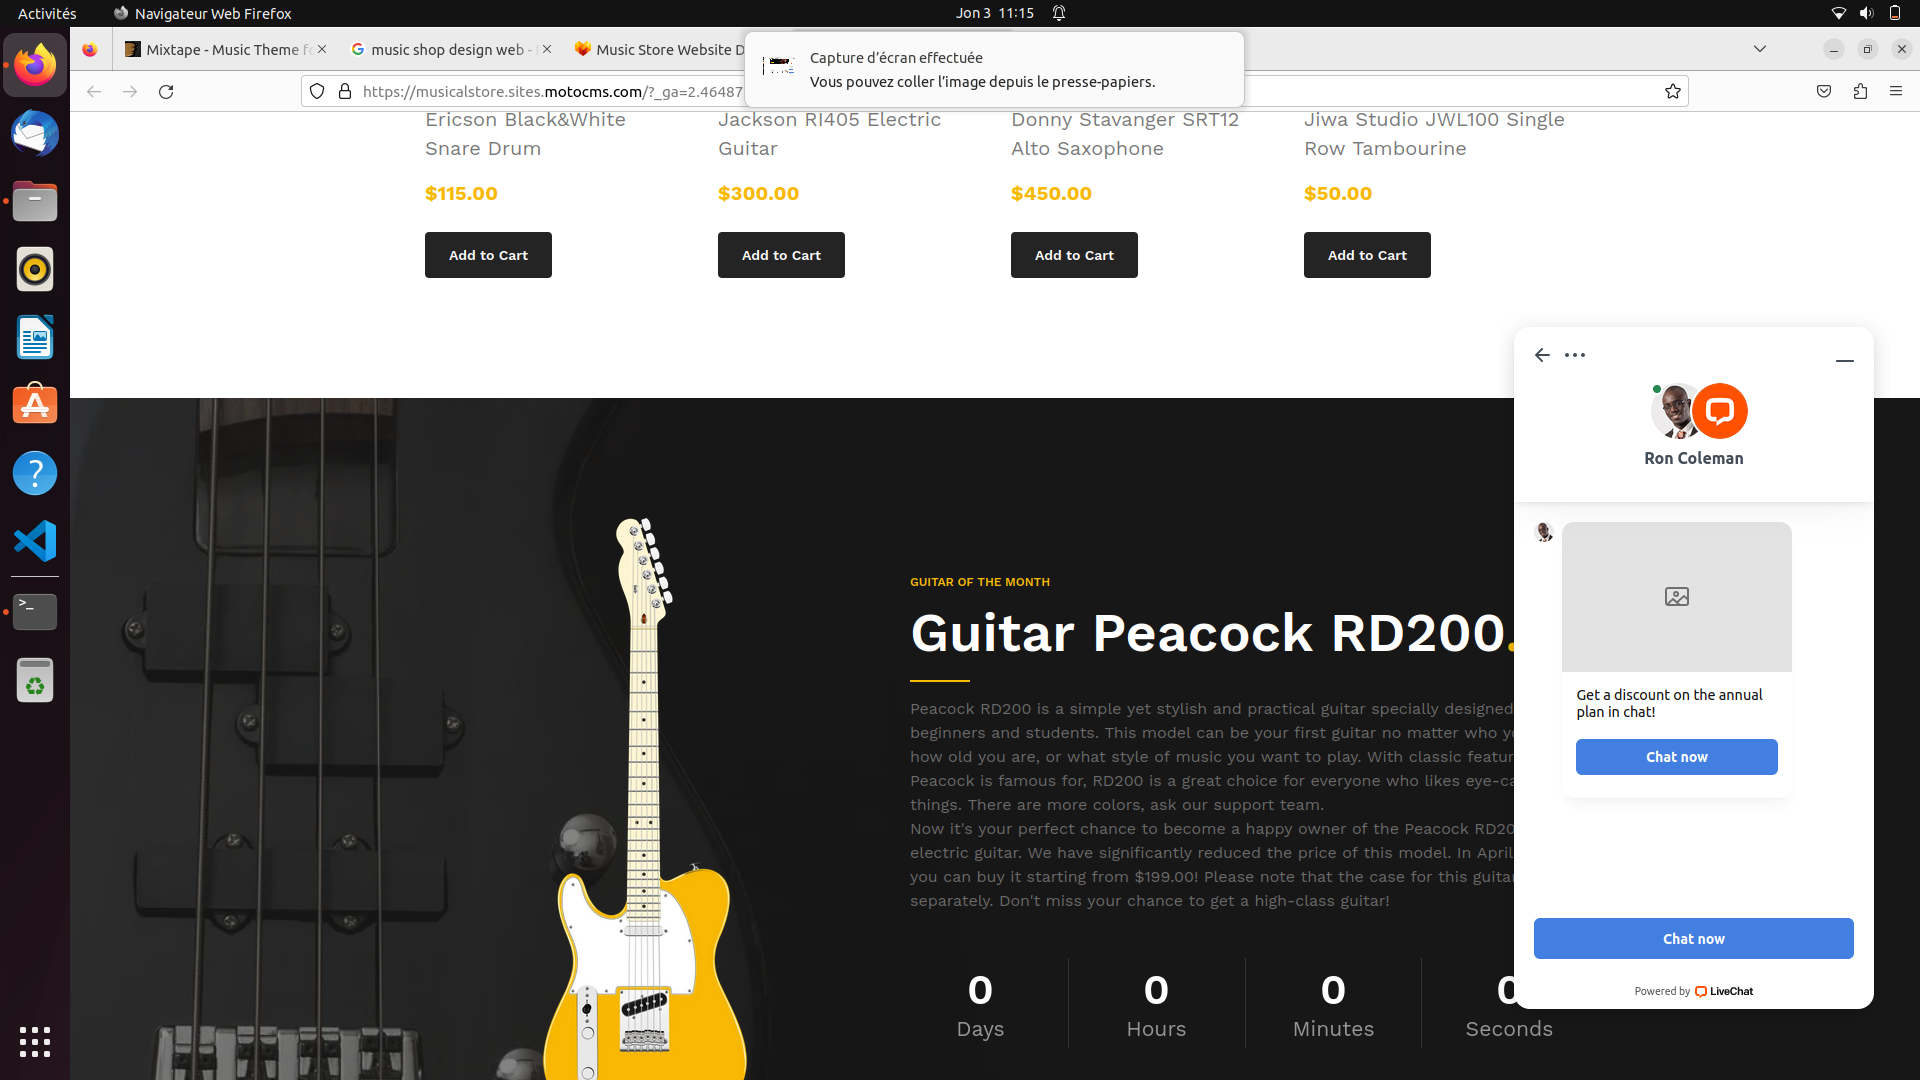 Activités
Navigateur Web Firefox
Jon 3 11:15
Mixtape - Music Theme fo
music shop design web -
Music Store Website D
Capture d'écran effectuée
Vous pouvez coller l'image depuis le presse-papiers.
https://musicalstore.sites.motocms.com/?_ga=2.46487
Ericson Black&White
Snare Drum
$115.00
Add to Cart
Jackson RI405 Electric
Guitar
$300.00
Add to Cart
Donny Stavanger SRT12
Alto Saxophone
$450.00
Add to Cart
Jiwa Studio JWL100 Single
Row Tambourine
$50.00
Add to Cart
GUITAR OF THE MONTH
Guitar Peacock RD200.
Peacock RD200 is a simple yet stylish and practical guitar specially designed
beginners and students. This model can be your first guitar no matter who y
how old you are, or what style of music you want to play. With classic featur
Peacock is famous for, RD200 is a great choice for everyone who likes eye-ca
things. There are more colors, ask our support team.
Now it's your perfect chance to become a happy owner of the Peacock RD20
electric guitar. We have significantly reduced the price of this model. In April
you can buy it starting from $199.00! Please note that the case for this guitar
separately. Don't miss your chance to get a high-class guitar!
0
Days
0
Hours
0
Minutes
0
Seconds
Ron Coleman
Get a discount on the annual
plan in chat!
Chat now
Chat now
Powered by LiveChat